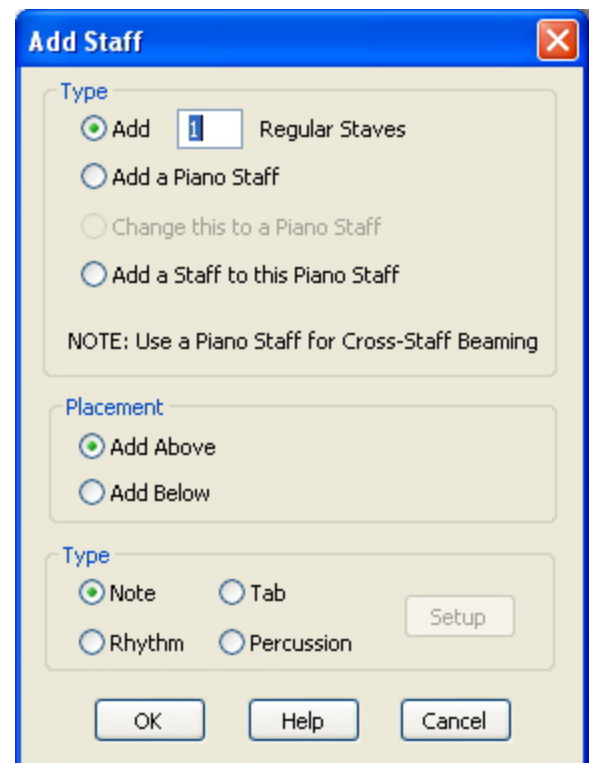 Add Staff
Type
Add 1 Regular Staves
Add a Piano Staff
Change this to a Piano Staff
Add a Staff to this Piano Staff
NOTE: Use a Piano Staff for Cross-Staff Beaming
Placement
Add Above
Add Below
Type
Note Tab
Setup
Rhythm Percussion
OK Help Cancel